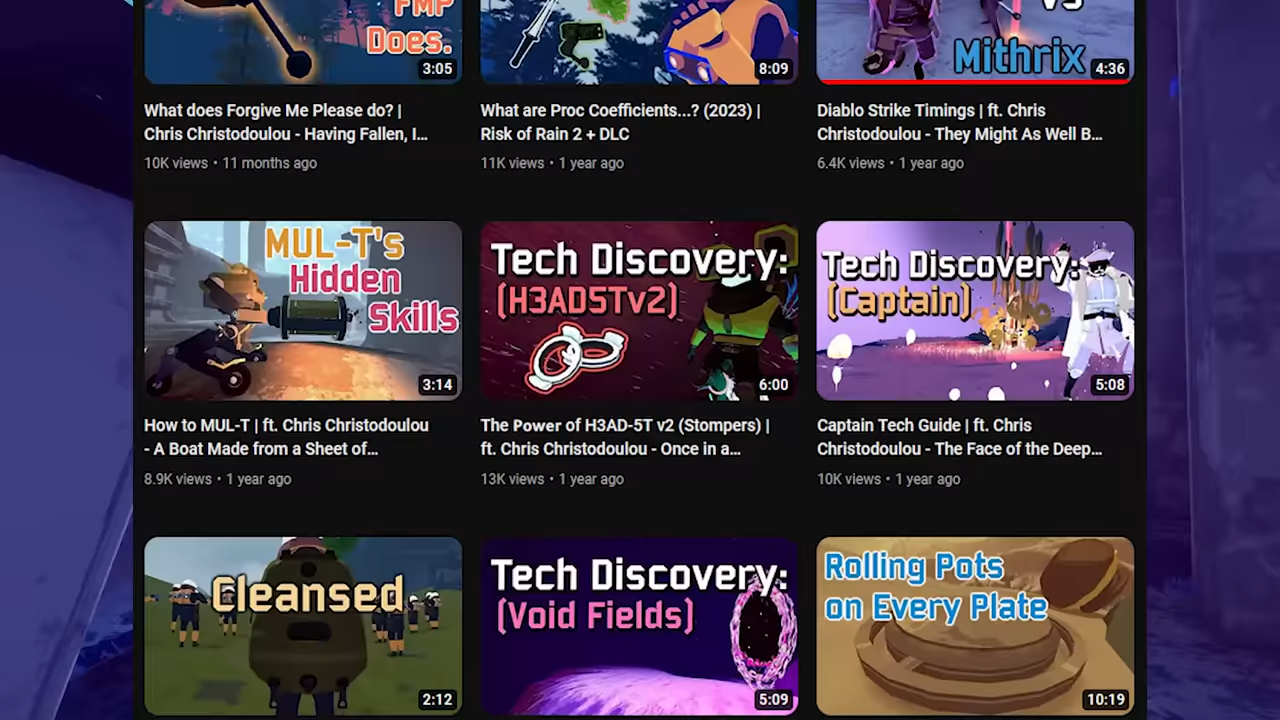 FMP
Does.
3:05
8:09
vs
Mithrix
4:36
What does Forgive Me Please do? |
Chris Christodoulou - Having Fallen, I...
10K views • 11 months ago
What are Proc Coefficients...? (2023) |
Risk of Rain 2 + DLC
11K views • 1 year ago
Diablo Strike Timings | ft. Chris
Christodoulou - They Might As Well B...
6.4K views • 1 year ago
MUL-T's
Hidden
Skills
3:14
Tech Discovery:
(H3AD5Tv2)
6:00
Tech Discovery:
(Captain)
5:08
How to MUL-T | ft. Chris Christodoulou
- A Boat Made from a Sheet of...
8.9K views • 1 year ago
The Power of H3AD-5T v2 (Stompers) |
ft. Chris Christodoulou - Once in a...
13K views • 1 year ago
Captain Tech Guide | ft. Chris
Christodoulou - The Face of the Deep...
10K views • 1 year ago
Cleansed
2:12
Tech Discovery:
(Void Fields)
5:09
Rolling Pots
on Every Plate
10:19